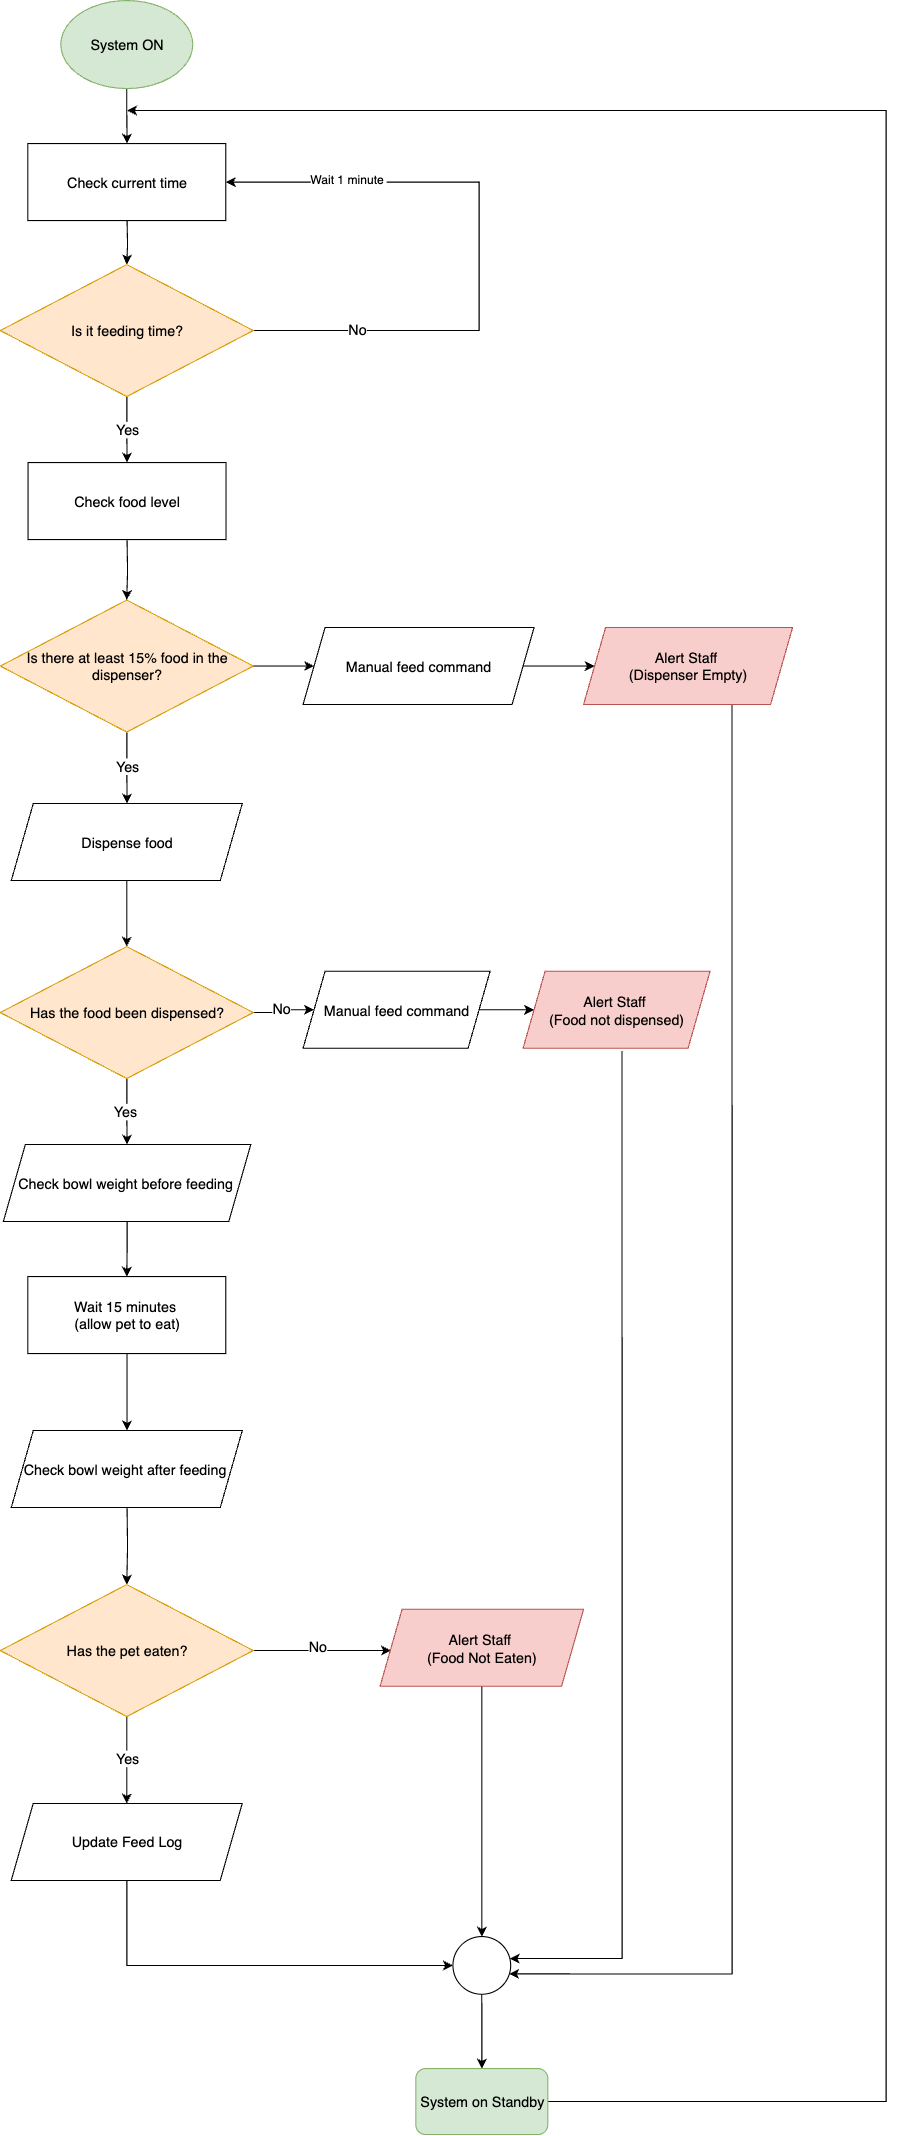 System ON
Check current time
Wait 1 minute
Is it feeding time?
No
Yes
Check food level
Is there at least 15% food in the
dispenser?
Manual feed command
Alert Staff
(Dispenser Empty)
Yes
Dispense food
Has the food been dispensed?
No
Manual feed command
Alert Staff
(Food not dispensed)
Yes
Check bowl weight before feeding
Wait 15 minutes
(allow pet to eat)
Check bowl weight after feeding
Has the pet eaten?
No
Alert Staff
(Food Not Eaten)
Yes
Update Feed Log
System on Standby